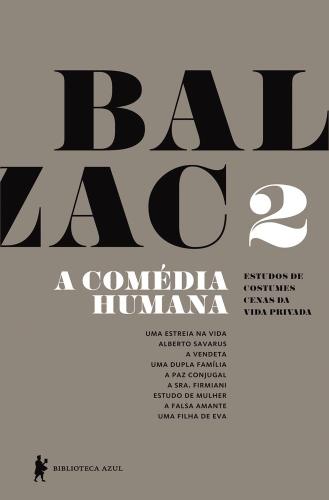 BAL
ZAC 2
A COMÉDIA
HUMANA
ESTUDOS DE
COSTUMES
CENAS DA
VIDA PRIVADA
UMA ESTREIA NA VIDA
ALBERTO SAVARUS
A VENDETA
UMA DUPLA FAMÍLIA
A PAZ CONJUGAL
A SRA. FIRMIANI
ESTUDO DE MULHER
A FALSA AMANTE
UMA FILHA DE EVA
BIBLIOTECA AZUL